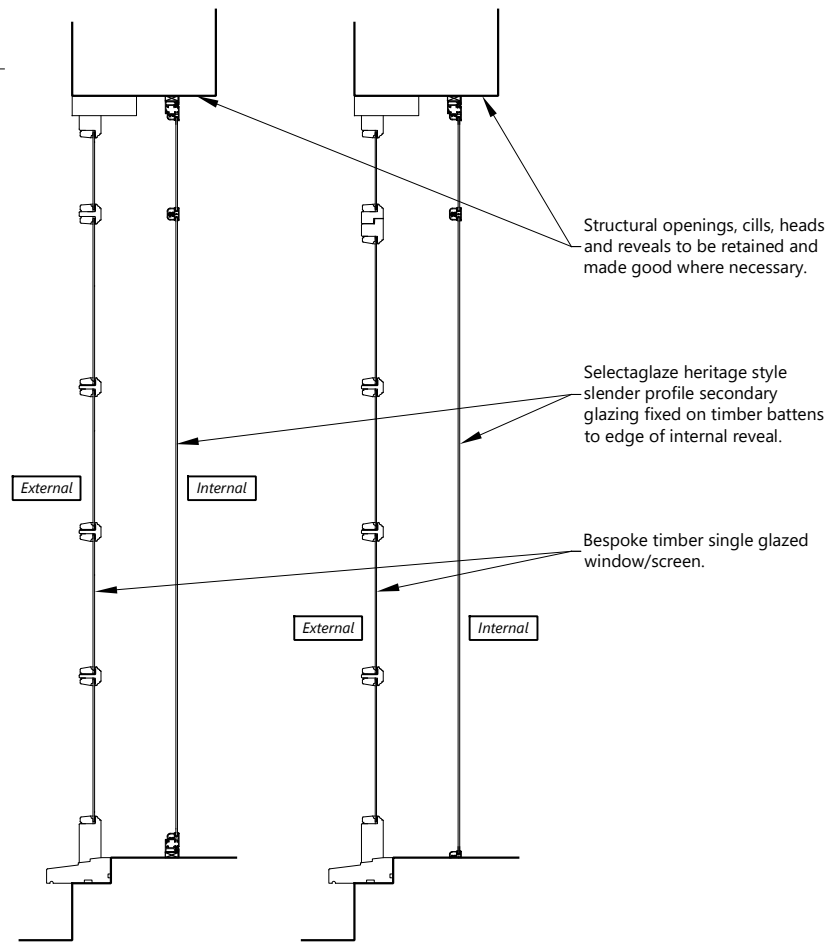 Structural openings, cills, heads
and reveals to be retained and
made good where necessary.
Selectaglaze heritage style
slender profile secondary
glazing fixed on timber battens
to edge of internal reveal.
External
Internal
Bespoke timber single glazed
window/screen.
External
Internal